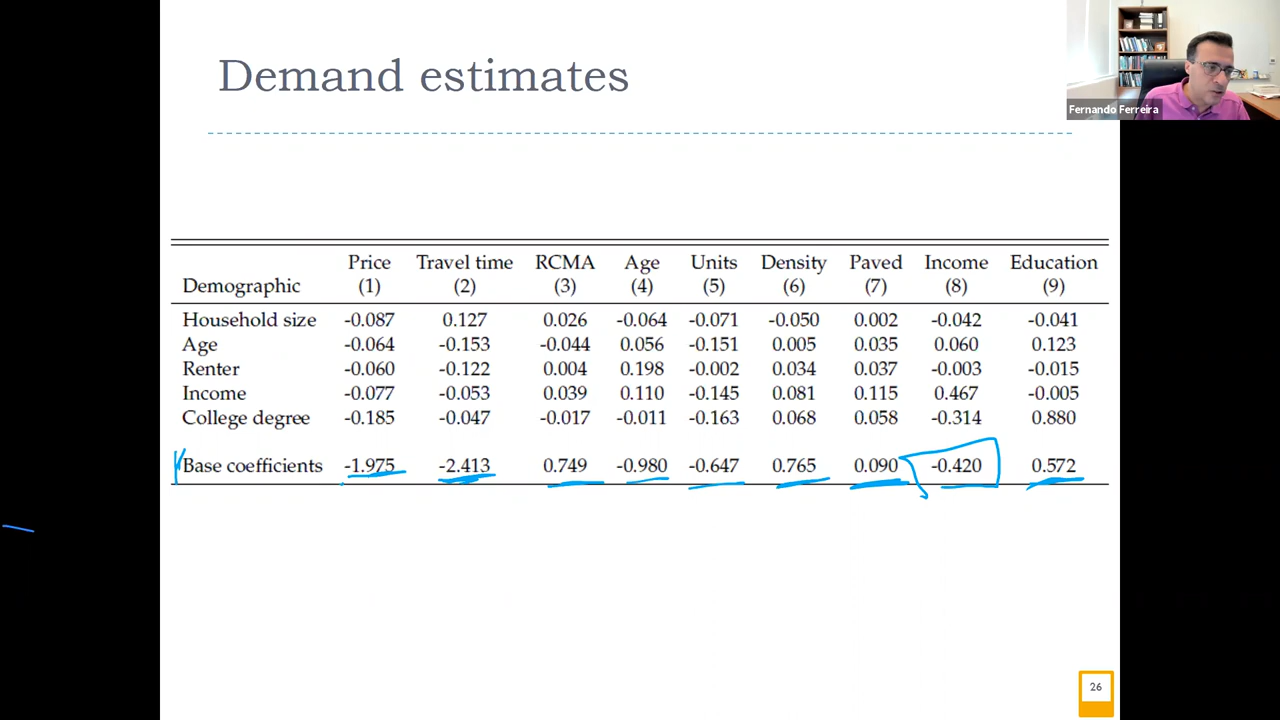 Demand estimates
Fernando Ferreira
Price Travel time RCMA Age Units Density Paved Income Education
Demographic (1) (2) (3) (4) (5) (6) (7) (8) (9)
Household size -0.087 0.127 0.026 -0.064 -0.071 -0.050 0.002 -0.042 -0.041
Age -0.064 -0.153 -0.044 0.056 -0.151 0.005 0.035 0.060 0.123
Renter -0.060 -0.122 0.004 0.198 -0.002 0.034 0.037 -0.003 -0.015
Income -0.077 -0.053 0.039 0.110 -0.145 0.081 0.115 0.467 -0.005
College degree -0.185 -0.047 -0.017 -0.011 -0.163 0.068 0.058 -0.314 0.880
Base coefficients -1.975 -2.413 0.749 -0.980 -0.647 0.765 0.090 -0.420 0.572
26